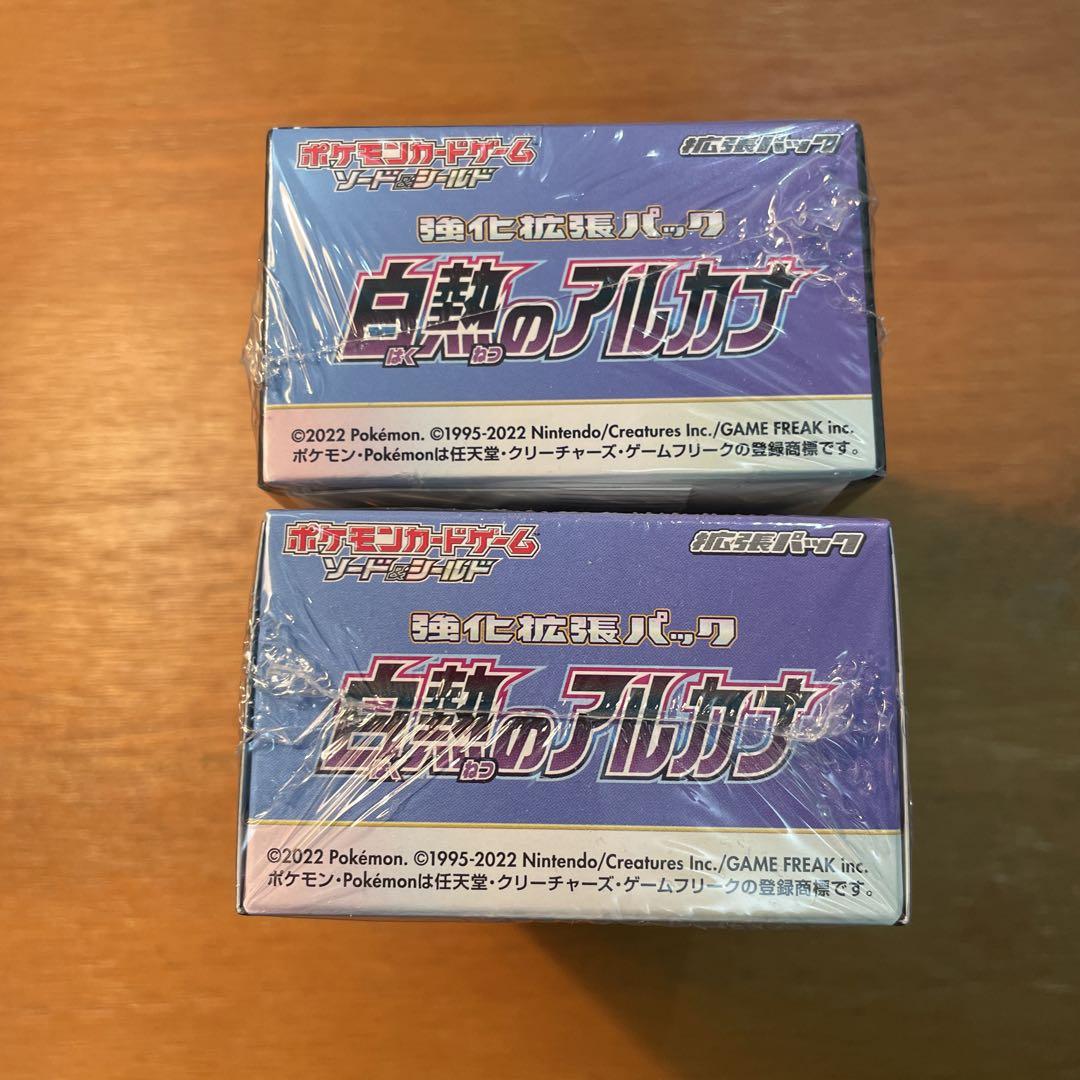 ポケモンカードゲーム
ソード&シールド
拡張パック
強化拡張パック
白熱のアルカナ
はく ねつ
©2022 Pokémon. ©1995-2022 Nintendo/Creatures Inc./GAME FREAK inc.
ポケモン・Pokémonは任天堂・クリーチャーズ・ゲームフリークの登録商標です。
ポケモンカードゲーム
ソード&シールド
拡張パック
強化拡張パック
白熱のアルカナ
はく ねつ
©2022 Pokémon. ©1995-2022 Nintendo/Creatures Inc./GAME FREAK inc.
ポケモン・Pokémonは任天堂・クリーチャーズ・ゲームフリークの登録商標です。